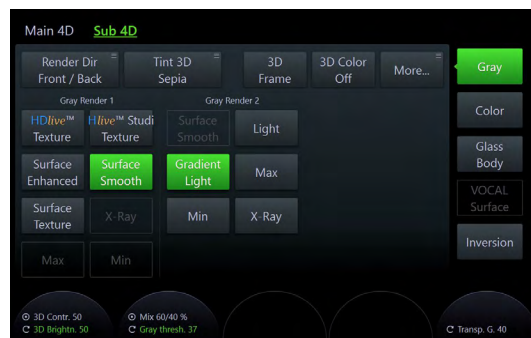 Main 4D Sub 4D
Render Dir
Front / Back
Tint 3D
Sepia
3D
Frame
3D Color
Off
More...
Gray
Gray Render 1
Gray Render 2
HDlive™
Texture
Hlive™ Studi
Texture
Surface
Smooth
Light
Color
Surface
Enhanced
Surface
Smooth
Gradient
Light
Max
Glass
Body
Surface
Texture
X-Ray
Min
X-Ray
VOCAL
Surface
Max
Min
Inversion
3D Contr. 50
3D Brightn. 50
Mix 60/40 %
Gray thresh. 37
Transp. G. 40